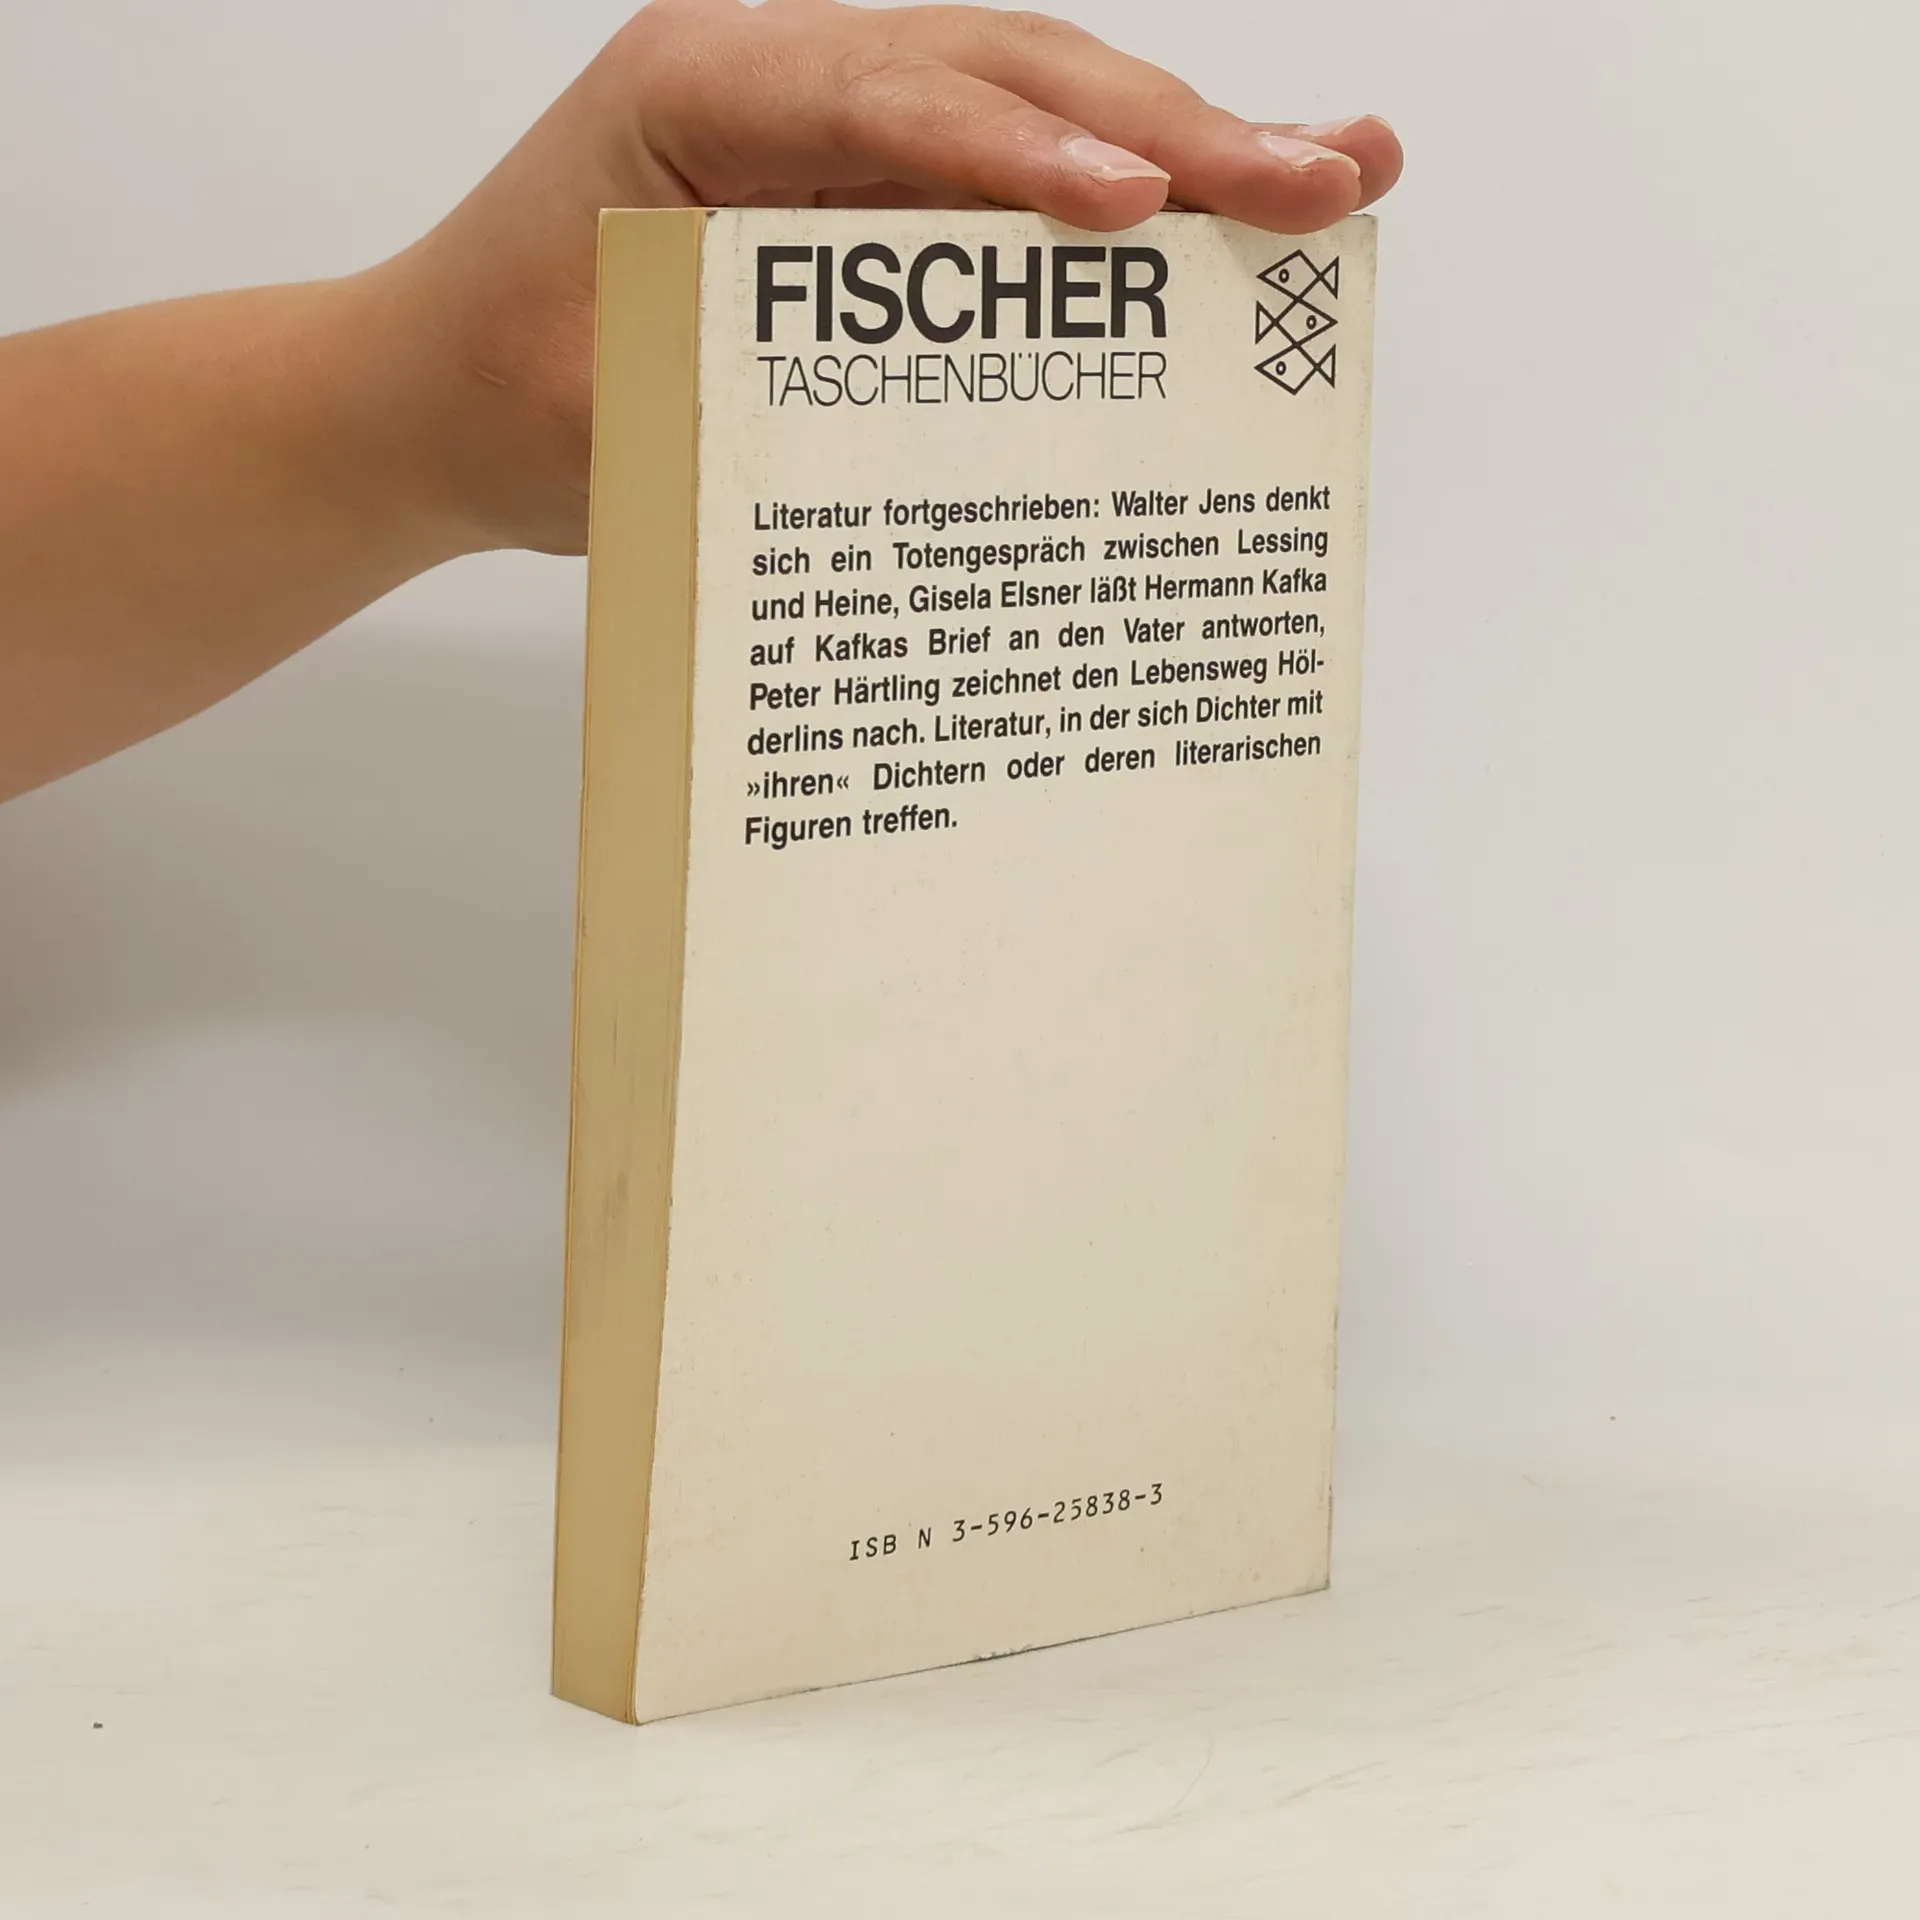 FISCHER
TASCHENBÜCHER
Literatur fortgeschrieben: Walter Jens denkt
sich ein Totengespräch zwischen Lessing
und Heine, Gisela Elsner läßt Hermann Kafka
auf Kafkas Brief an den Vater antworten,
Peter Härtling zeichnet den Lebensweg Höl-
derlins nach. Literatur, in der sich Dichter mit
»ihren« Dichtern oder deren literarischen
Figuren treffen.
ISB N 3-596-25838-3